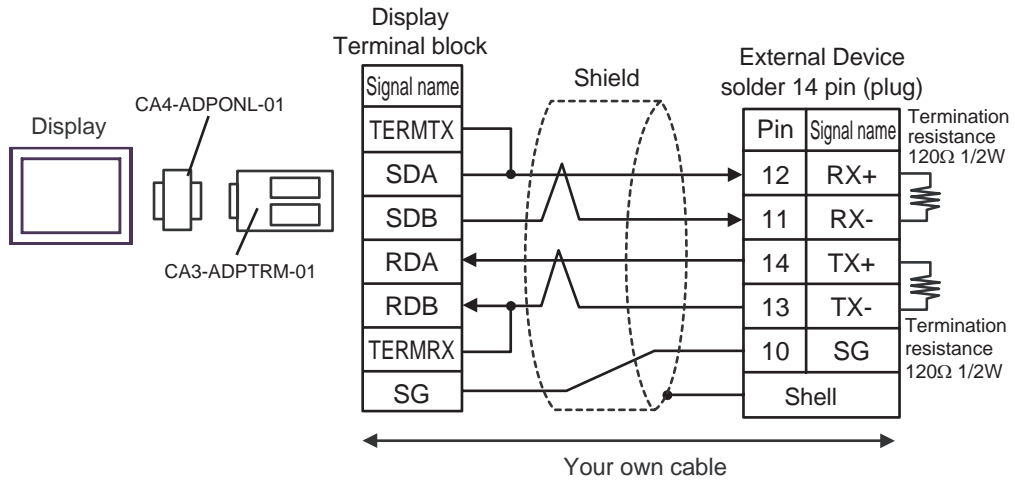 Display
Terminal block
Signal name
TERMTX
SDA
SDB
RDA
RDB
TERMRX
SG
Display
CA4-ADPONL-01
CA3-ADPTRM-01
Shield
External Device
solder 14 pin (plug)
Pin Signal name
12 RX+
11 RX-
14 TX+
13 TX-
10 SG
Shell
Termination
resistance
120Ω 1/2W
Termination
resistance
120Ω 1/2W
Your own cable